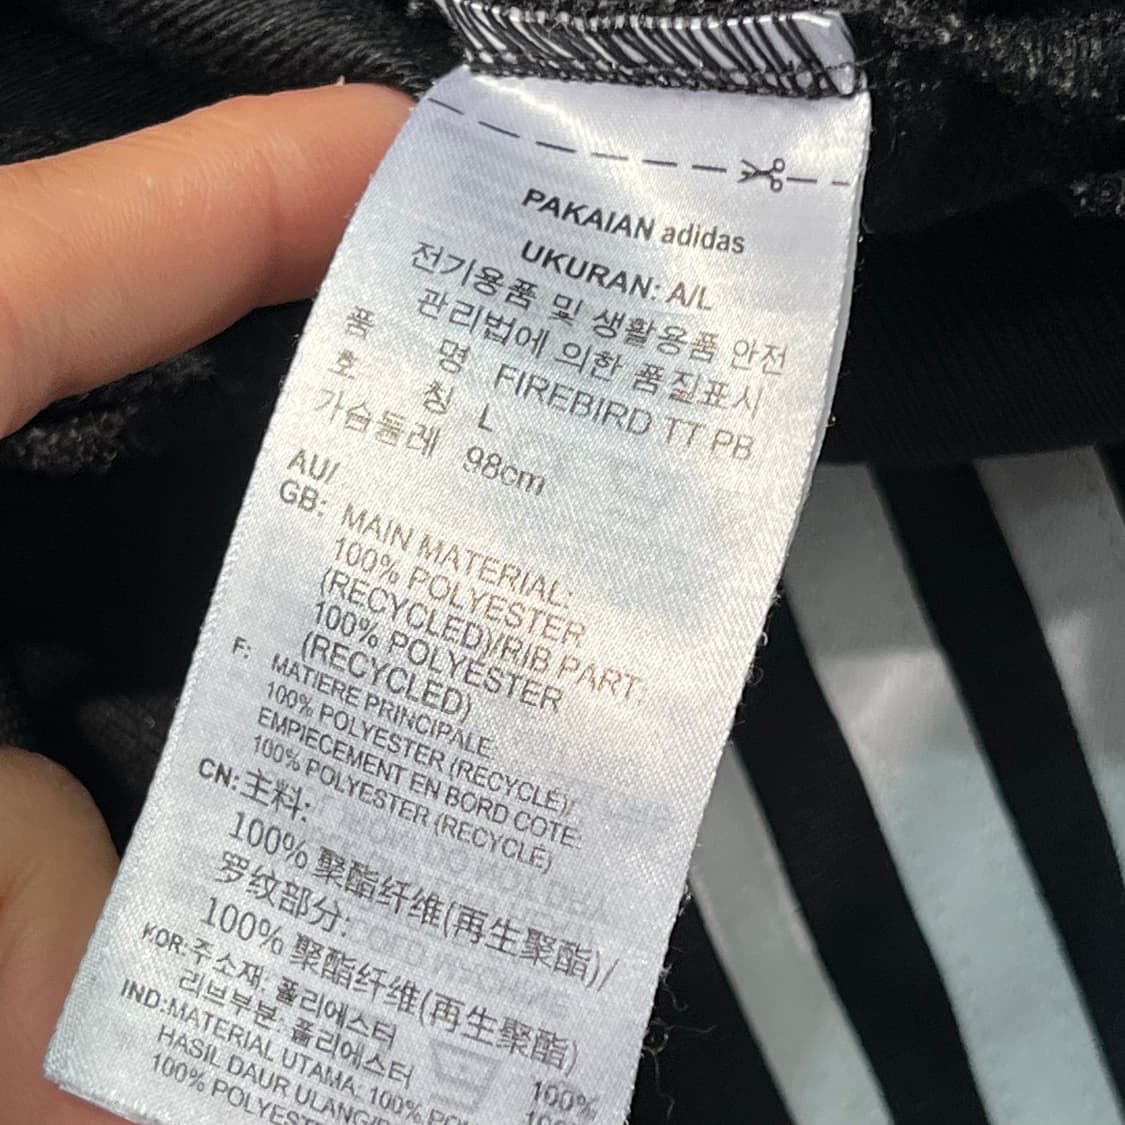 PAKAIAN adidas
UKURAN: A/L
전기용품 및 생활용품 안전
관리법에 의한 품질표시
품 명 FIREBIRD TT PB
호 칭 L
가슴둘레 98cm
AU/
GB: MAIN MATERIAL:
100% POLYESTER
(RECYCLED)/RIB PART:
100% POLYESTER
(RECYCLED)
F: MATIERE PRINCIPALE:
100% POLYESTER (RECYCLÉ)/
EMPIECEMENT EN BORD COTE:
100% POLYESTER (RECYCLÉ)
CN:主料:
100% 聚酯纤维(再生聚酯)/
罗纹部分:
100% 聚酯纤维(再生聚酯)
KOR:주소재: 폴리에스터 100%
리브부분: 폴리에스터
IND:MATERIAL UTAMA: 100%
HASIL DAUR
100%